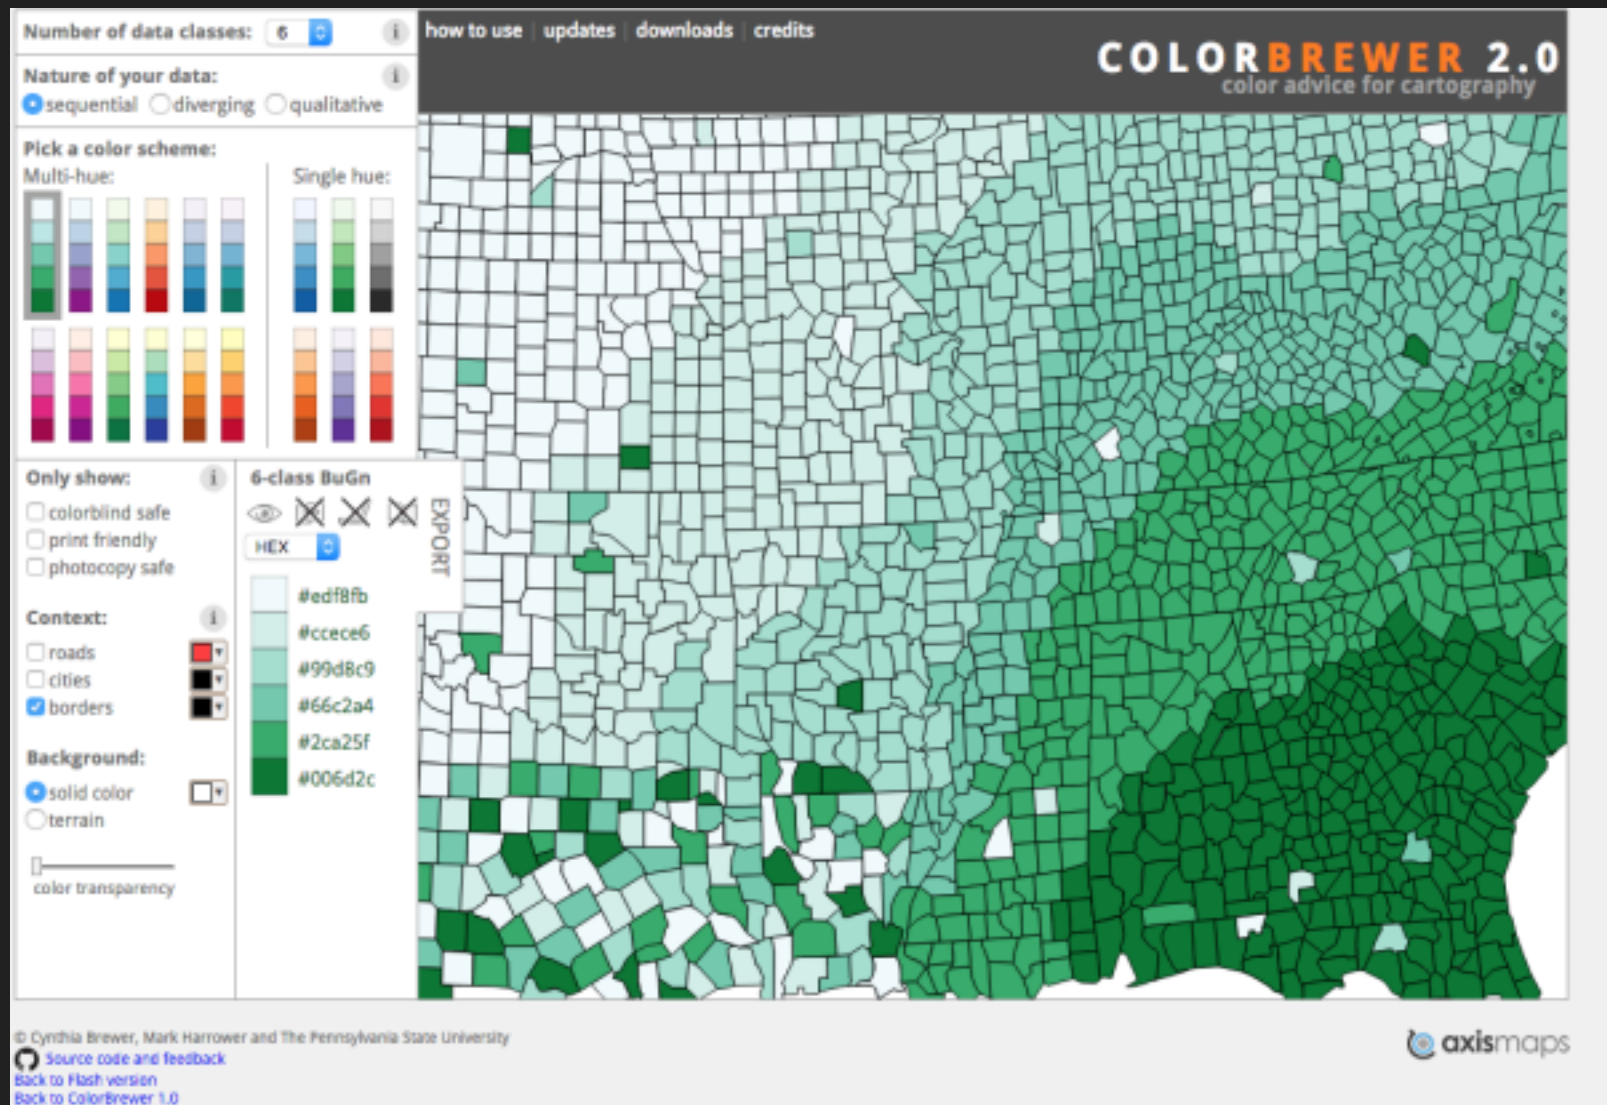 Number of data classes: 6 i
how to use | updates | downloads | credits
COLORBREWER 2.0
color advice for cartography
Nature of your data: i
sequential diverging qualitative
Pick a color scheme:
Multi-hue: Single hue:
Only show: i
colorblind safe
print friendly
photocopy safe
Context: i
roads
cities
borders
Background:
solid color
terrain
color transparency
6-class BuGn
EXPORT
HEX
#edf8fb
#ccece6
#99d8c9
#66c2a4
#2ca25f
#006d2c
© Cynthia Brewer, Mark Harrower and The Pennsylvania State University
Source code and feedback
Back to Flash version
Back to ColorBrewer 1.0
axismaps